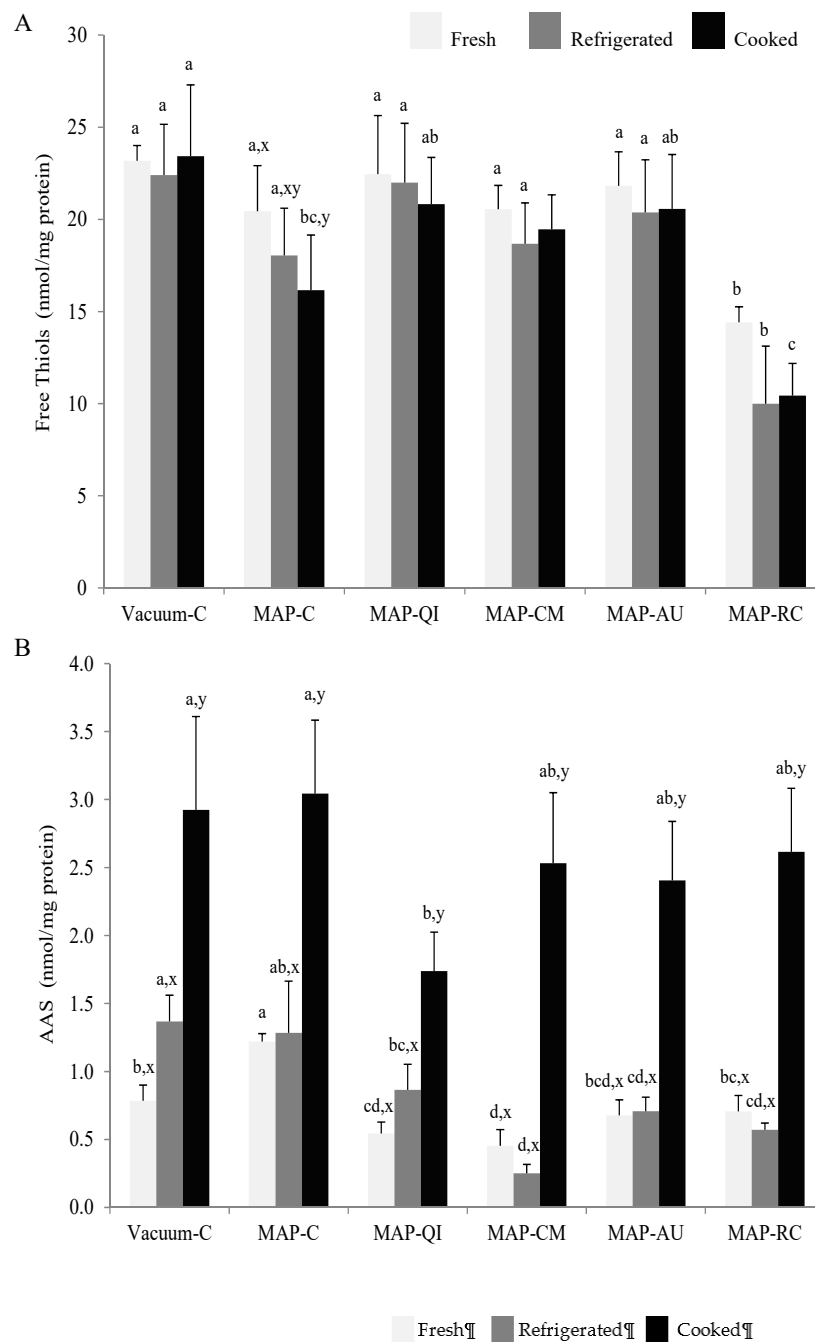 A
Fresh Refrigerated Cooked
30
25
20
15
10
5
0
Free Thiols (nmol/mg protein)
a a a
a,x a,xy bc,y
a a ab
a a
a a ab
b b c
Vacuum-C MAP-C MAP-QI MAP-CM MAP-AU MAP-RC
B
4.0
3.5
3.0
2.5
2.0
1.5
1.0
0.5
0.0
AAS (nmol/mg protein)
b,x a,x a,y
a ab,x a,y
cd,x bc,x b,y
d,x d,x ab,y
bcd,x cd,x ab,y
bc,x cd,x ab,y
Vacuum-C MAP-C MAP-QI MAP-CM MAP-AU MAP-RC
Fresh¶ Refrigerated¶ Cooked¶